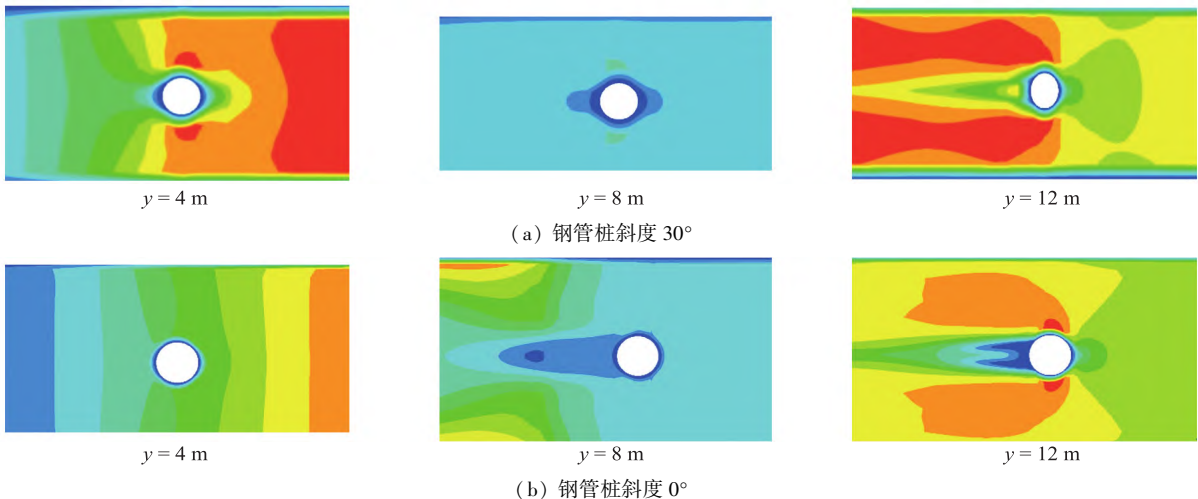 y = 4 m
y = 8 m
y = 12 m
（a）钢管桩斜度 30°
y = 4 m
y = 8 m
y = 12 m
（b）钢管桩斜度 0°